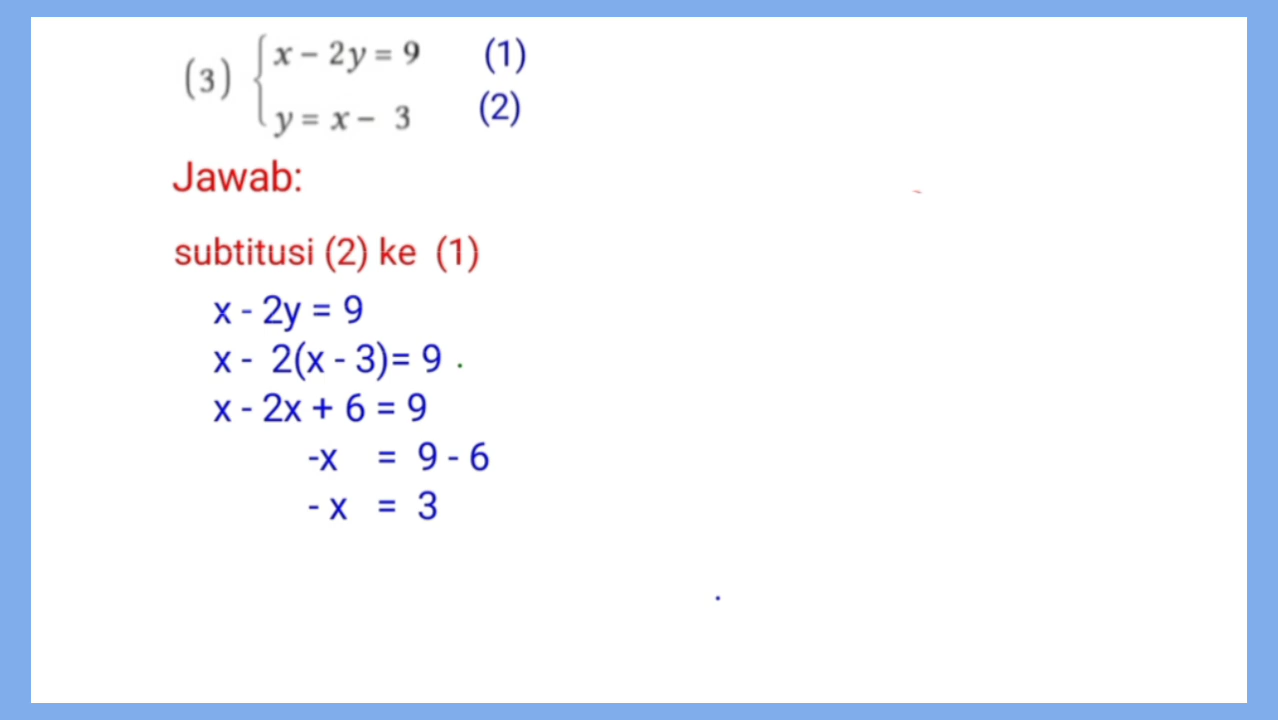 (3) { x − 2y = 9 (1)
y = x − 3 (2)
Jawab:
subtitusi (2) ke (1)
x - 2y = 9
x - 2(x - 3)= 9 .
x - 2x + 6 = 9
-x = 9 - 6
- x = 3